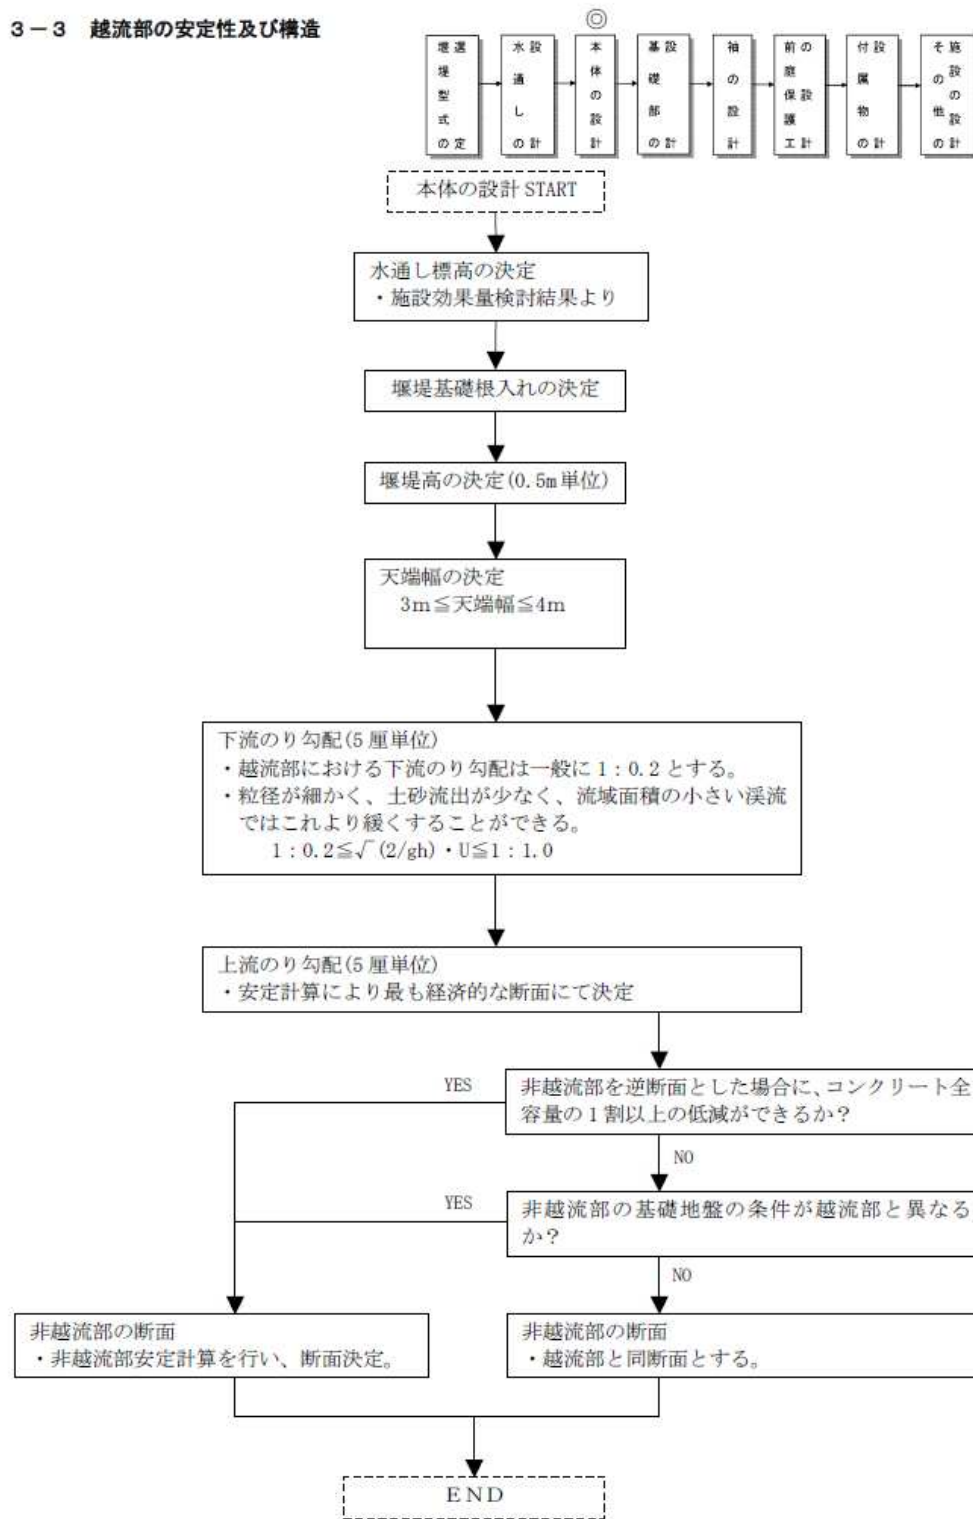 3－3　越流部の安定性及び構造
◎
堰堤型式の選定
水通しの設計
本体の設計
基礎部の設計
袖の設計
前庭保護工の設計
付属物の設計
その他の施設の設計
本体の設計 START
水通し標高の決定
・施設効果量検討結果より
堰堤基礎根入れの決定
堰堤高の決定(0.5m単位)
天端幅の決定
3m≦天端幅≦4m
下流のり勾配(5 厘単位)
・越流部における下流のり勾配は一般に 1：0.2 とする。
・粒径が細かく、土砂流出が少なく、流域面積の小さい渓流
ではこれより緩くすることができる。
1：0.2≦√(2/gh)・U≦1：1.0
上流のり勾配(5 厘単位)
・安定計算により最も経済的な断面にて決定
YES
非越流部を逆断面とした場合に、コンクリート全
容量の１割以上の低減ができるか？
NO
YES
非越流部の基礎地盤の条件が越流部と異なる
か？
NO
非越流部の断面
・非越流部安定計算を行い、断面決定。
非越流部の断面
・越流部と同断面とする。
ＥＮＤ